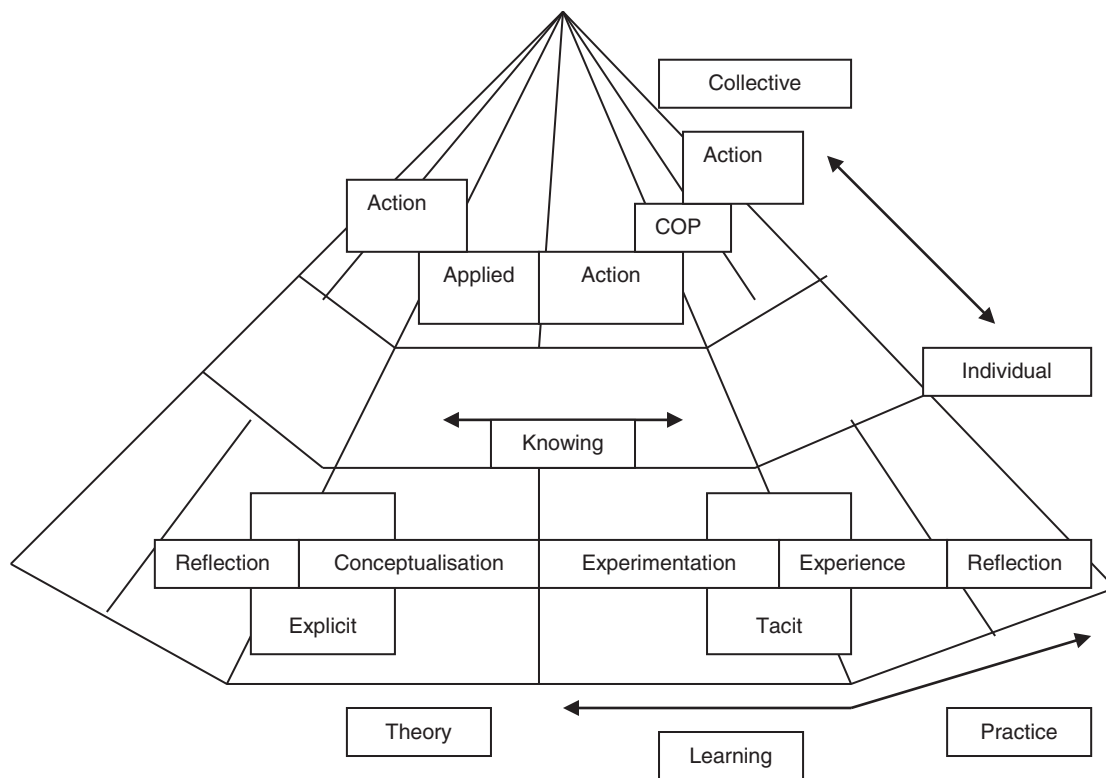 Collective
Action
Action
COP
Applied
Action
Individual
Knowing
Reflection
Conceptualisation
Experimentation
Experience
Reflection
Explicit
Tacit
Theory
Practice
Learning